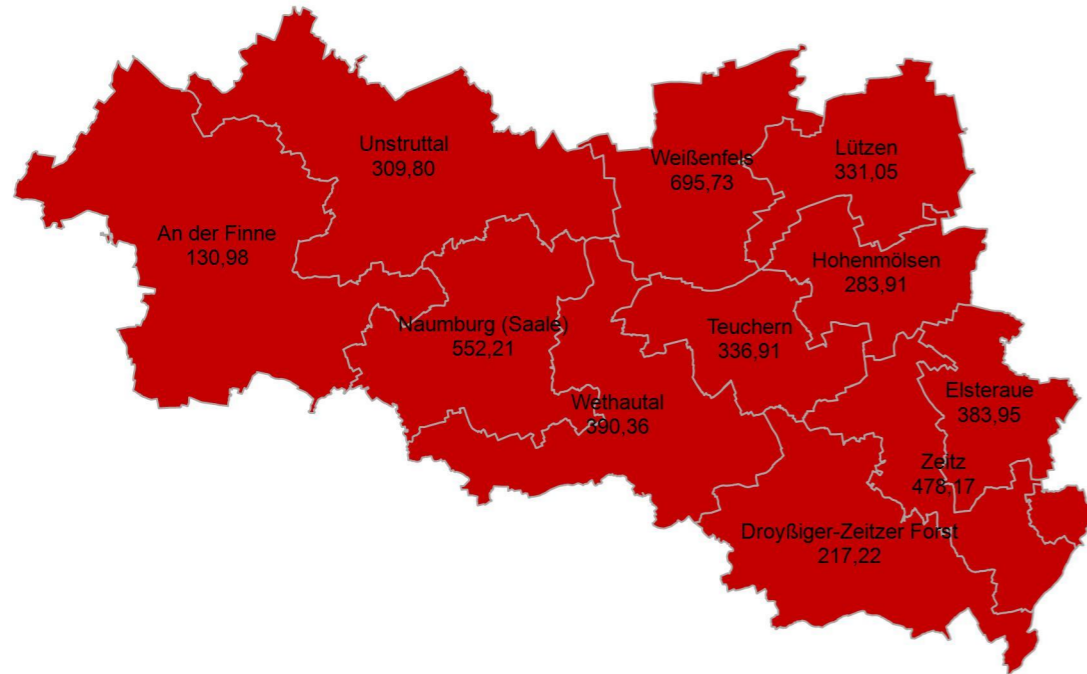 Unstruttal
309,80
Weißenfels
695,73
Lützen
331,05
An der Finne
130,98
Hohenmölsen
283,91
Naumburg (Saale)
552,21
Teuchern
336,91
Wethautal
390,36
Elsteraue
383,95
Zeitz
478,17
Droyßiger-Zeitzer Forst
217,22